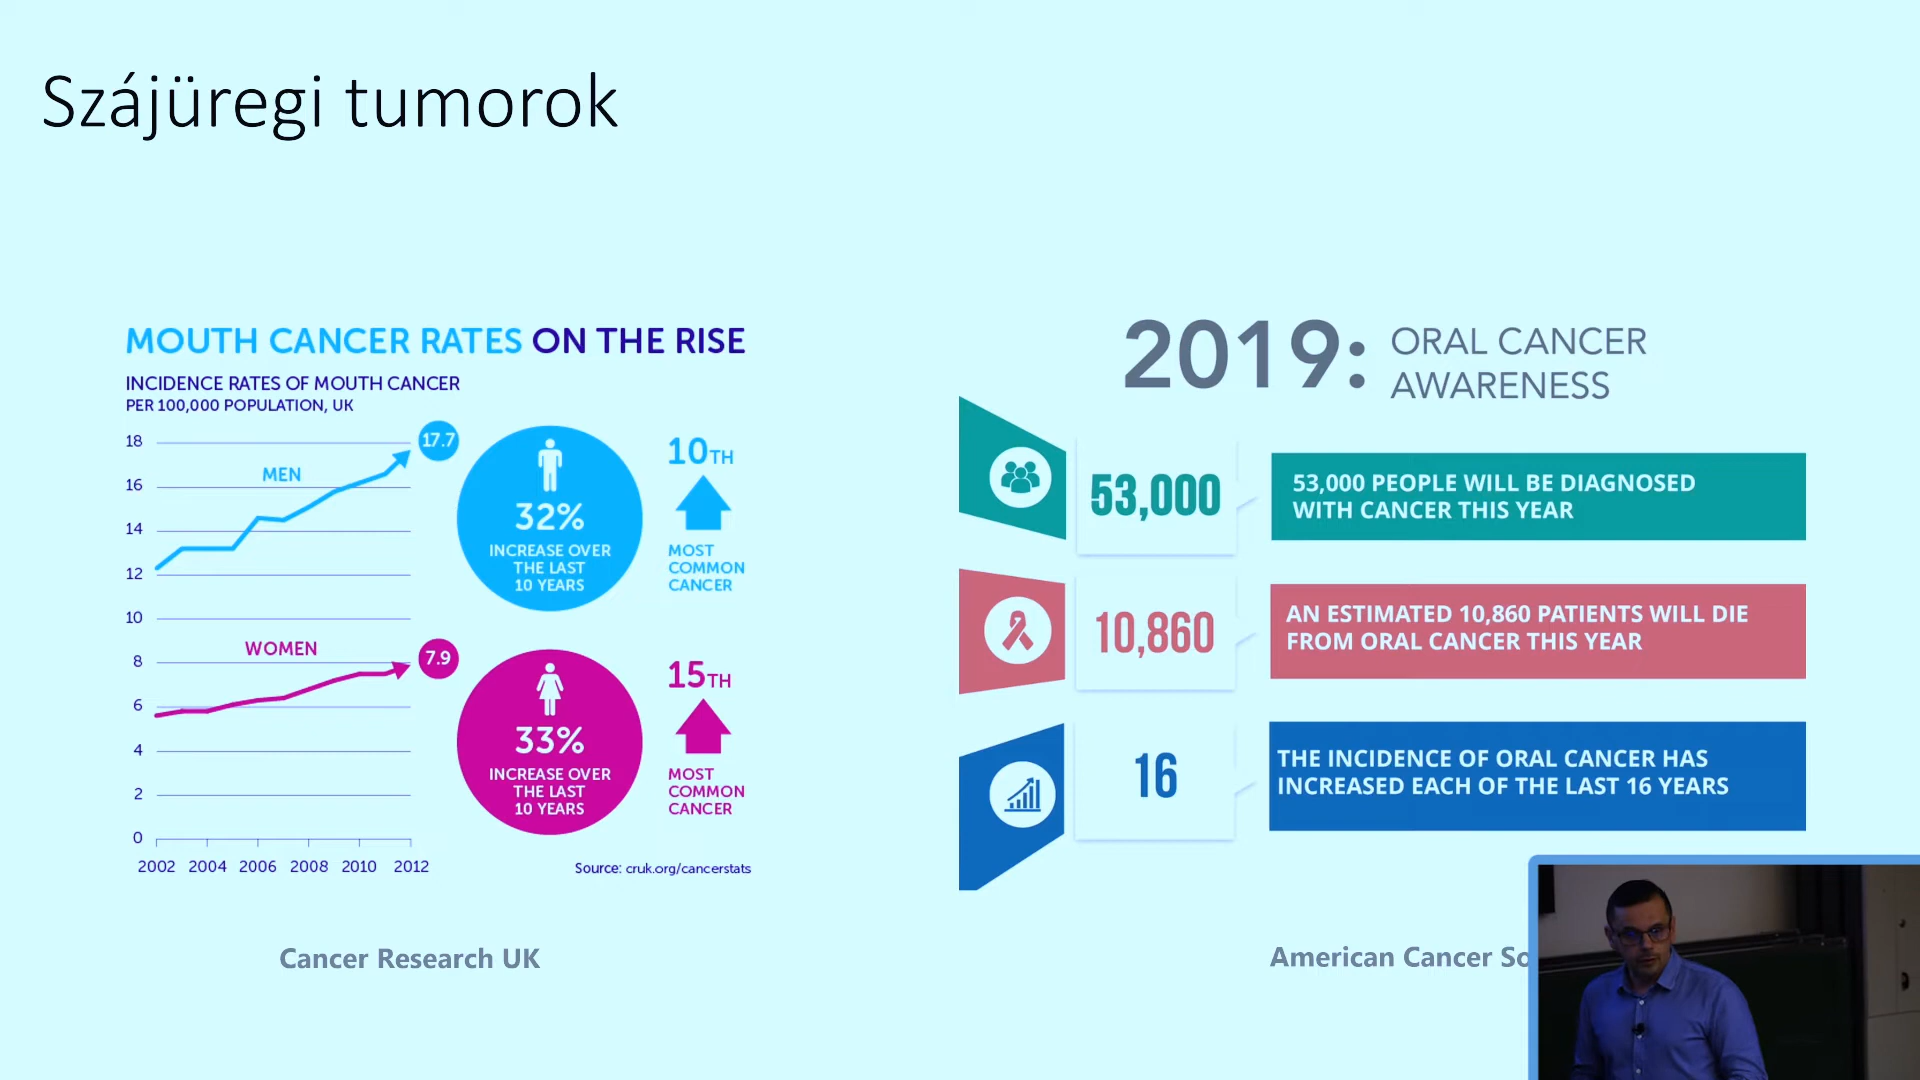 Szájüregi tumorok
MOUTH CANCER RATES ON THE RISE
INCIDENCE RATES OF MOUTH CANCER
PER 100,000 POPULATION, UK
18
16
14
12
10
8
6
4
2
0
MEN
17.7
WOMEN
7.9
2002 2004 2006 2008 2010 2012
32%
INCREASE OVER
THE LAST
10 YEARS
10TH
MOST
COMMON
CANCER
33%
INCREASE OVER
THE LAST
10 YEARS
15TH
MOST
COMMON
CANCER
Source: cruk.org/cancerstats
Cancer Research UK
2019: ORAL CANCER
AWARENESS
53,000
53,000 PEOPLE WILL BE DIAGNOSED
WITH CANCER THIS YEAR
10,860
AN ESTIMATED 10,860 PATIENTS WILL DIE
FROM ORAL CANCER THIS YEAR
16
THE INCIDENCE OF ORAL CANCER HAS
INCREASED EACH OF THE LAST 16 YEARS
American Cancer